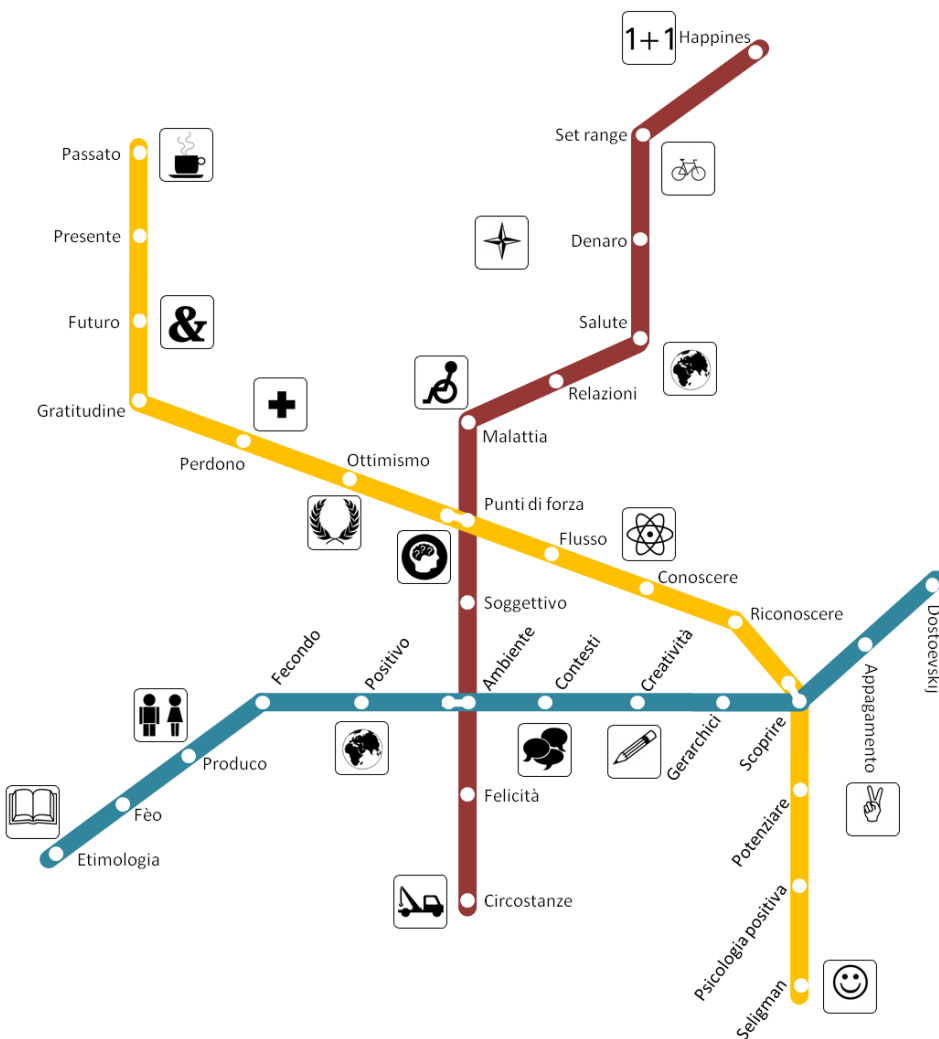 1+1
Happines
Set range
Passato
Presente
Denaro
Futuro
&
Salute
Relazioni
Gratitudine
Malattia
Perdono
Ottimismo
Punti di forza
Flusso
Conoscere
Riconoscere
Soggettivo
Fecondo
Positivo
Ambiente
Contesti
Creatività
Gerarchici
Scoprire
Appagamento
Dostoevskij
Produco
Fèo
Etimologia
Felicità
Potenziare
Circostanze
Psicologia positiva
Seligman